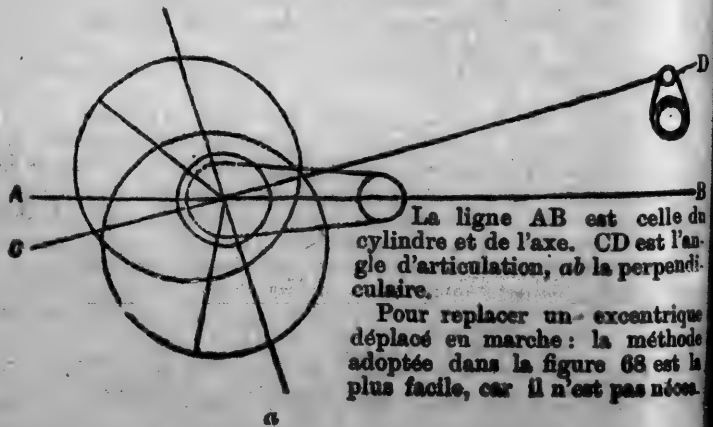 D
A
B
C
La ligne AB est celle du
cylindre et de l'axe. CD est l'an-
gle d'articulation, ab la perpendi-
culaire.
Pour replacer un excentrique
déplacé en marche : la méthode
adoptée dans la figure 68 est la
plus facile, car il n'est pas néces-
a